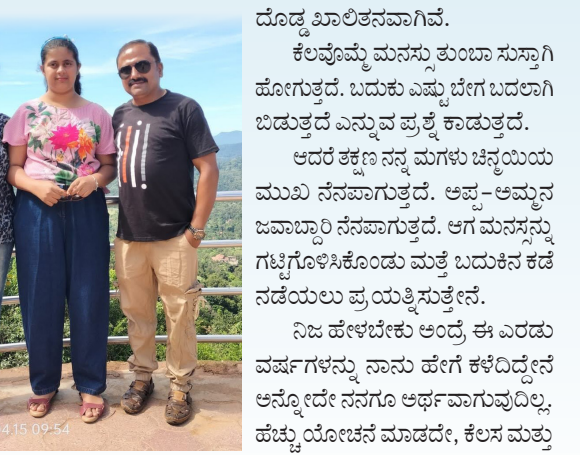 ದೊಡ್ಡ ಖಾಲಿತನವಾಗಿವೆ.
ಕೆಲವೊಮ್ಮೆ ಮನಸ್ಸು ತುಂಬಾ ಸುಸ್ತಾಗಿ
ಹೋಗುತ್ತದೆ. ಬದುಕು ಎಷ್ಟು ಬೇಗ ಬದಲಾಗಿ
ಬಿಡುತ್ತದೆ ಎನ್ನುವ ಪ್ರಶ್ನೆ ಕಾಡುತ್ತದೆ.
ಆದರೆ ತಕ್ಷಣ ನನ್ನ ಮಗಳು ಚಿನ್ಮಯಿಯ
ಮುಖ ನೆನಪಾಗುತ್ತದೆ. ಅಪ್ಪ-ಅಮ್ಮನ
ಜವಾಬ್ದಾರಿ ನೆನಪಾಗುತ್ತದೆ. ಆಗ ಮನಸ್ಸನ್ನು
ಗಟ್ಟಿಗೊಳಿಸಿಕೊಂಡು ಮತ್ತೆ ಬದುಕಿನ ಕಡೆ
ನಡೆಯಲು ಪ್ರಯತ್ನಿಸುತ್ತೇನೆ.
ನಿಜ ಹೇಳಬೇಕು ಅಂದ್ರೆ ಈ ಎರಡು
ವರ್ಷಗಳನ್ನು ನಾನು ಹೇಗೆ ಕಳೆದಿದ್ದೇನೆ
ಅನ್ನೋದೇ ನನಗೂ ಅರ್ಥವಾಗುವುದಿಲ್ಲ.
ಹೆಚ್ಚು ಯೋಚನೆ ಮಾಡದೇ, ಕೆಲಸ ಮತ್ತು
4.15 09:54